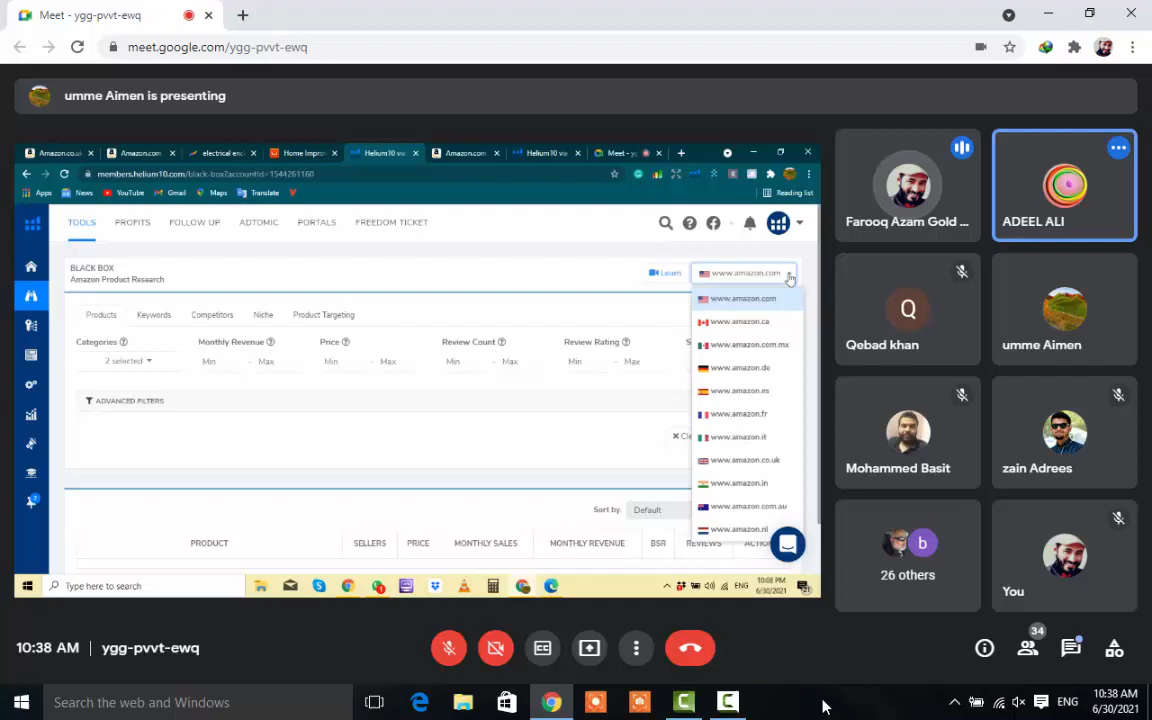 Meet - ygg-pvvt-ewq
meet.google.com/ygg-pvvt-ewq
umme Aimen is presenting
Amazon.co.u
Amazon.com
electrical enc
Home Improv
Helium10 vi
Amazon.com
Helium10 vi
Meet - y
members.helium10.com/black-box?accountId=1544261160
Apps
News
YouTube
Gmail
Maps
Translate
Reading list
TOOLS
PROFITS
FOLLOW UP
ADTOMIC
PORTALS
FREEDOM TICKET
BLACK BOX
Amazon Product Research
Learn
www.amazon.com
www.amazon.com
www.amazon.ca
www.amazon.com.mx
www.amazon.de
www.amazon.es
www.amazon.fr
www.amazon.it
www.amazon.co.uk
www.amazon.in
www.amazon.com.au
www.amazon.nl
Products
Keywords
Competitors
Niche
Product Targeting
Categories
Monthly Revenue
Price
Review Count
Review Rating
S
2 selected
Min - Max
Min - Max
Min - Max
Min - Max
ADVANCED FILTERS
Cle
Sort by:
Default
PRODUCT
SELLERS
PRICE
MONTHLY SALES
MONTHLY REVENUE
BSR
REVIEWS
ACTIO
Type here to search
ENG
10:08 PM
6/30/2021
Farooq Azam Gold ...
ADEEL ALI
Q
Qebad khan
umme Aimen
Mohammed Basit
zain Adrees
b
26 others
You
10:38 AM
ygg-pvvt-ewq
34
Search the web and Windows
ENG
10:38 AM
6/30/2021